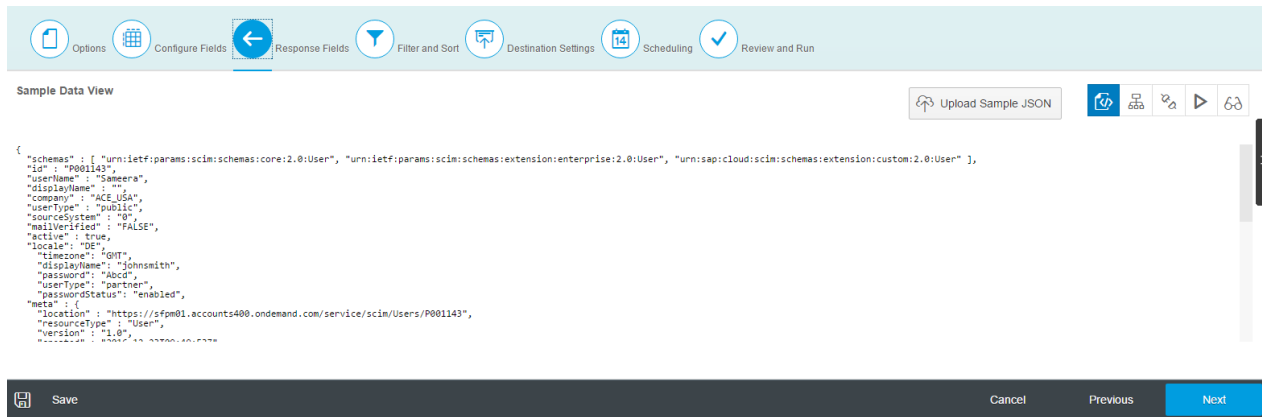 Options Configure Fields Response Fields Filter and Sort Destination Settings 14 Scheduling Review and Run
Sample Data View
Upload Sample JSON
{
"schemas" : [ "urn:ietf:params:scim:schemas:core:2.0:User", "urn:ietf:params:scim:schemas:extension:enterprise:2.0:User", "urn:sap:cloud:scim:schemas:extension:custom:2.0:User" ],
"id" : "P001143",
"userName" : "Sameera",
"displayName" : "",
"company" : "ACE_USA",
"userType" : "public",
"sourceSystem" : "0",
"mailVerified" : "FALSE",
"active" : true,
"locale": "DE",
"timezone": "GMT",
"displayName": "johnsmith",
"password": "Abcd",
"userType": "partner",
"passwordStatus": "enabled",
"meta" : {
"location" : "https://sfpm01.accounts400.ondemand.com/service/scim/Users/P001143",
"resourceType" : "User",
"version" : "1.0",
Save Cancel Previous Next